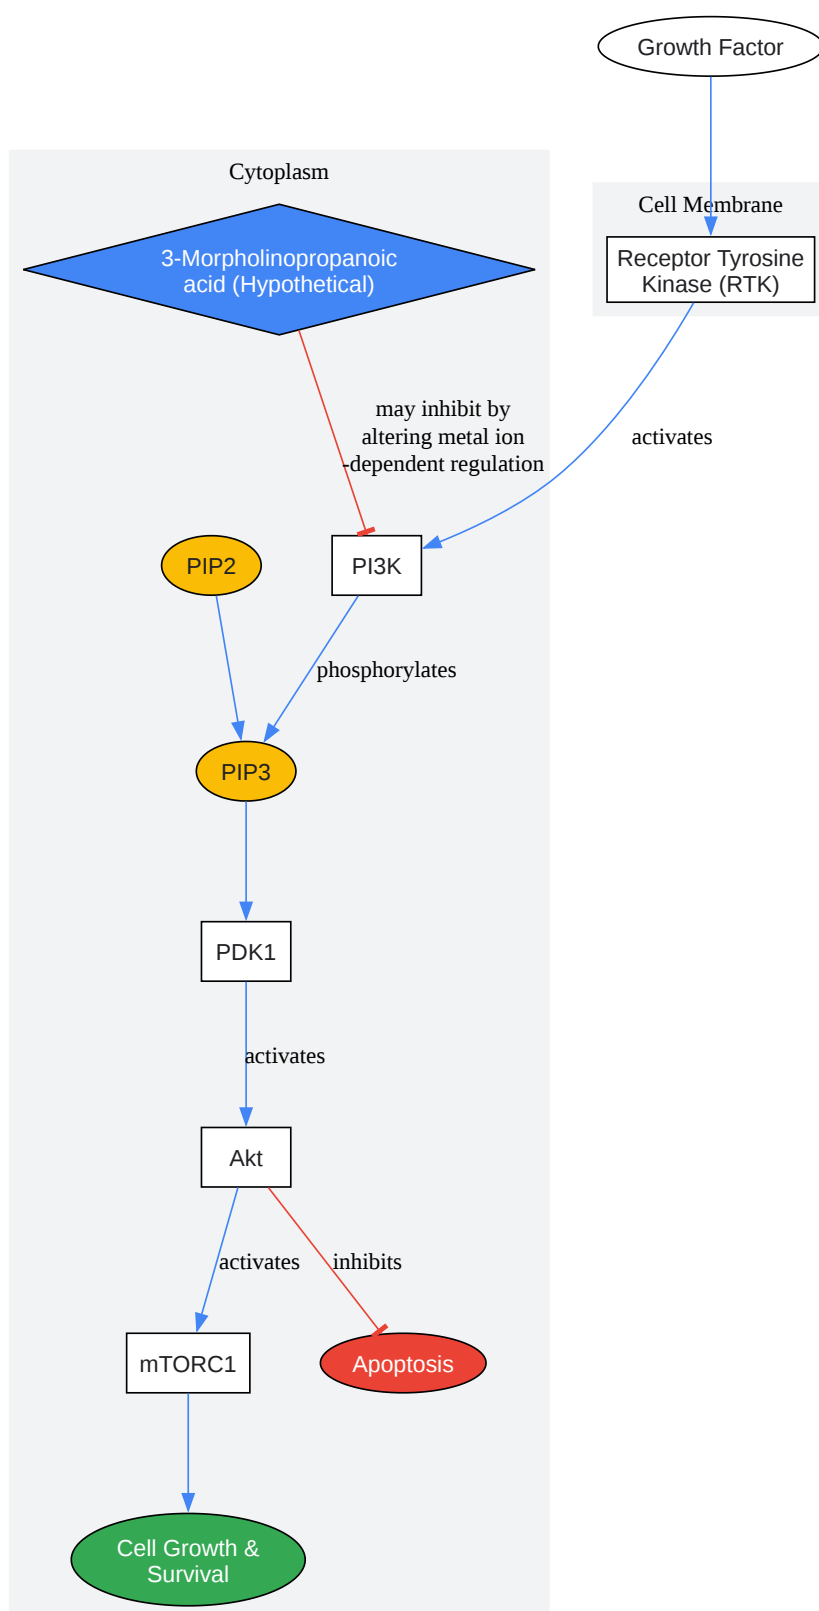 Growth Factor
Cytoplasm
Cell Membrane
3-Morpholinopropanoic
acid (Hypothetical)
Receptor Tyrosine
Kinase (RTK)
may inhibit by
altering metal ion
-dependent regulation
activates
PIP2
PI3K
phosphorylates
PIP3
PDK1
activates
Akt
activates
inhibits
mTORC1
Apoptosis
Cell Growth &
Survival